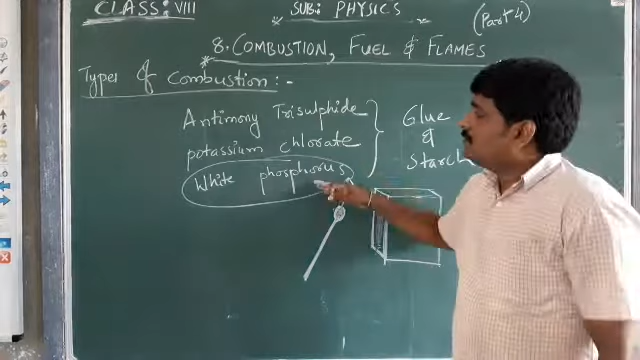 CLASS: VIII
SUB: PHYSICS
(Part 4)
8. COMBUSTION, FUEL & FLAMES
Types of Combustion:-
Antimony Trisulphide
potassium chlorate
White phosphorus
Glue
&
Starch